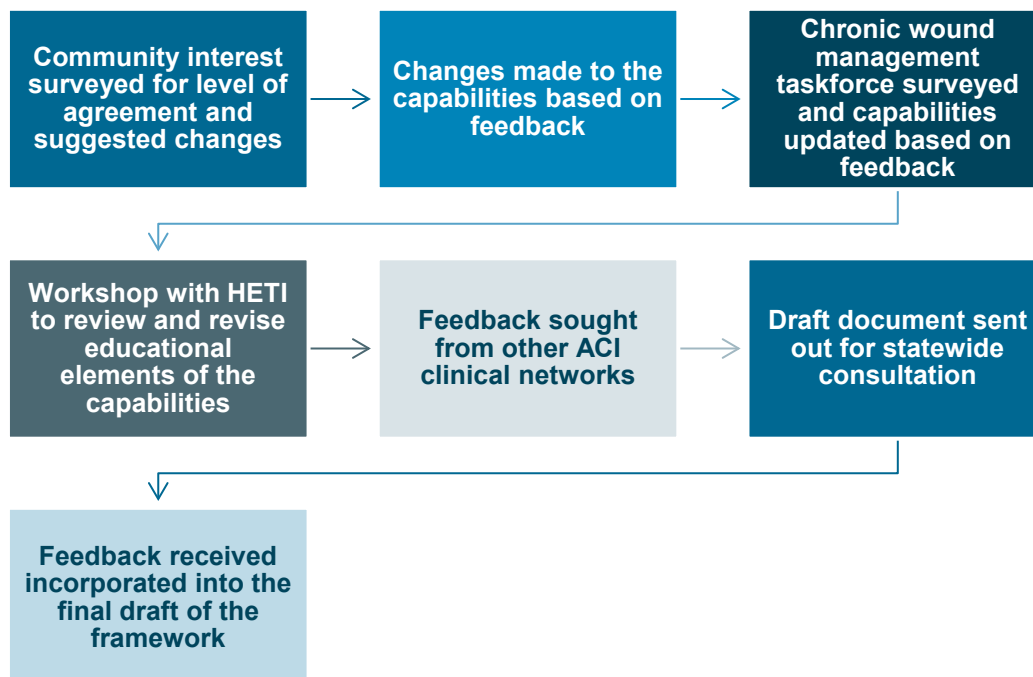 Community interest
surveyed for level of
agreement and
suggested changes
Changes made to the
capabilities based on
feedback
Chronic wound
management
taskforce surveyed
and capabilities
updated based on
feedback
Workshop with HETI
to review and revise
educational
elements of the
capabilities
Feedback sought
from other ACI
clinical networks
Draft document sent
out for statewide
consultation
Feedback received
incorporated into the
final draft of the
framework